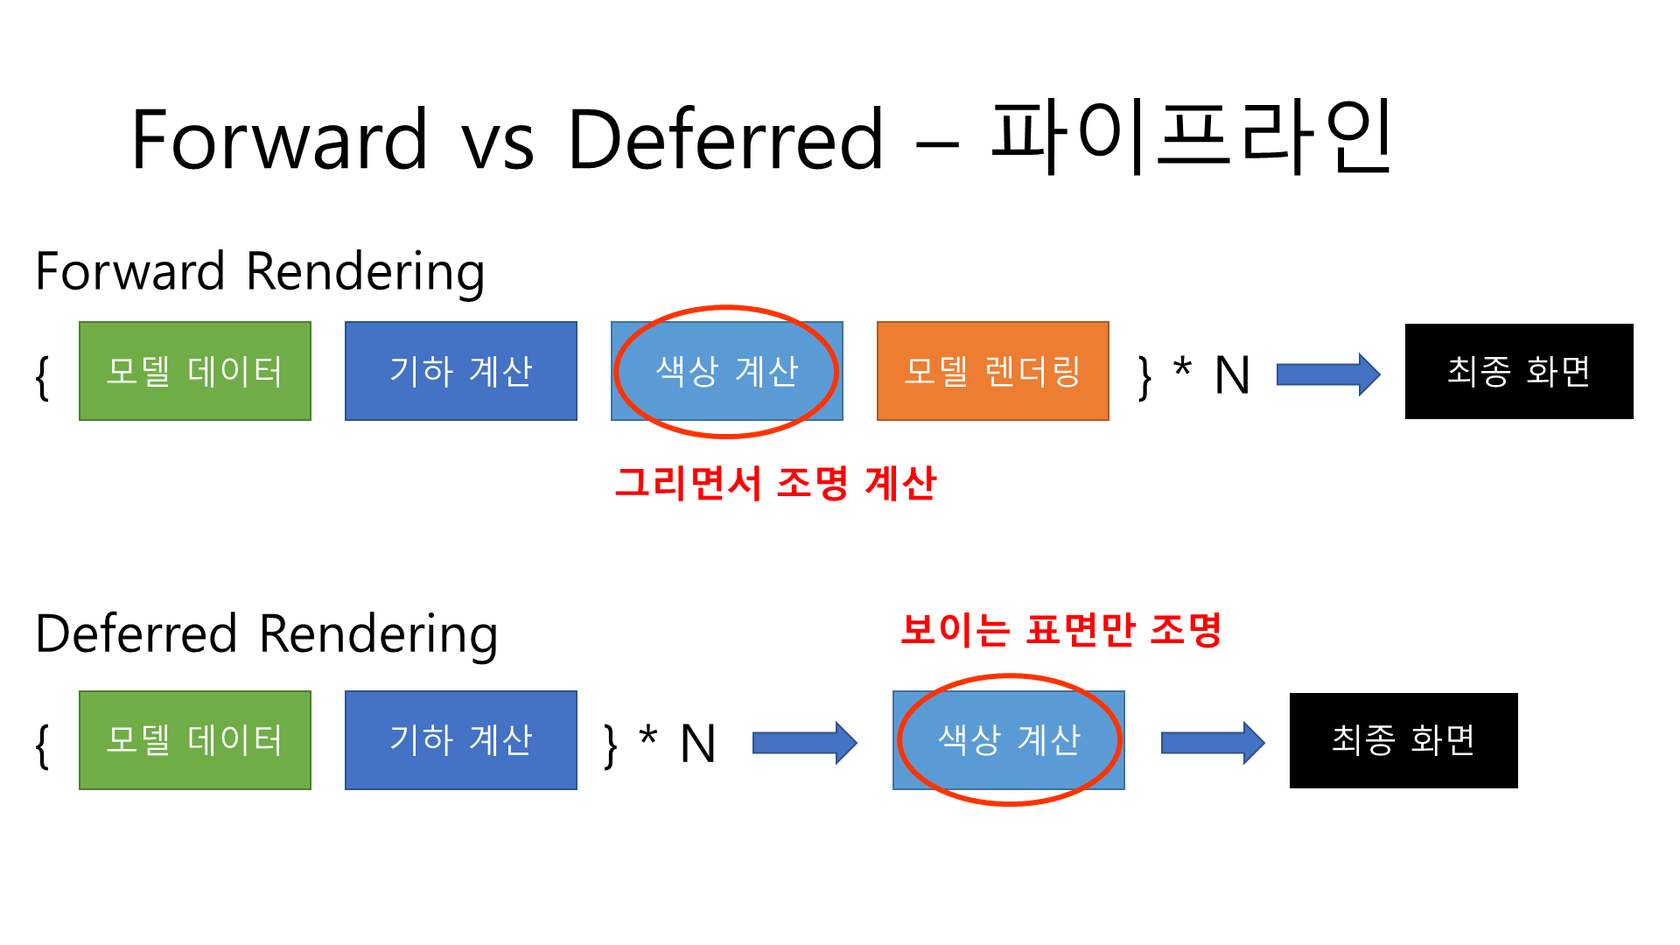 Forward vs Deferred – 파이프라인
Forward Rendering
{ 모델 데이터 기하 계산 색상 계산 모델 렌더링 } * N 최종 화면
그리면서 조명 계산
Deferred Rendering
보이는 표면만 조명
{ 모델 데이터 기하 계산 } * N 색상 계산 최종 화면